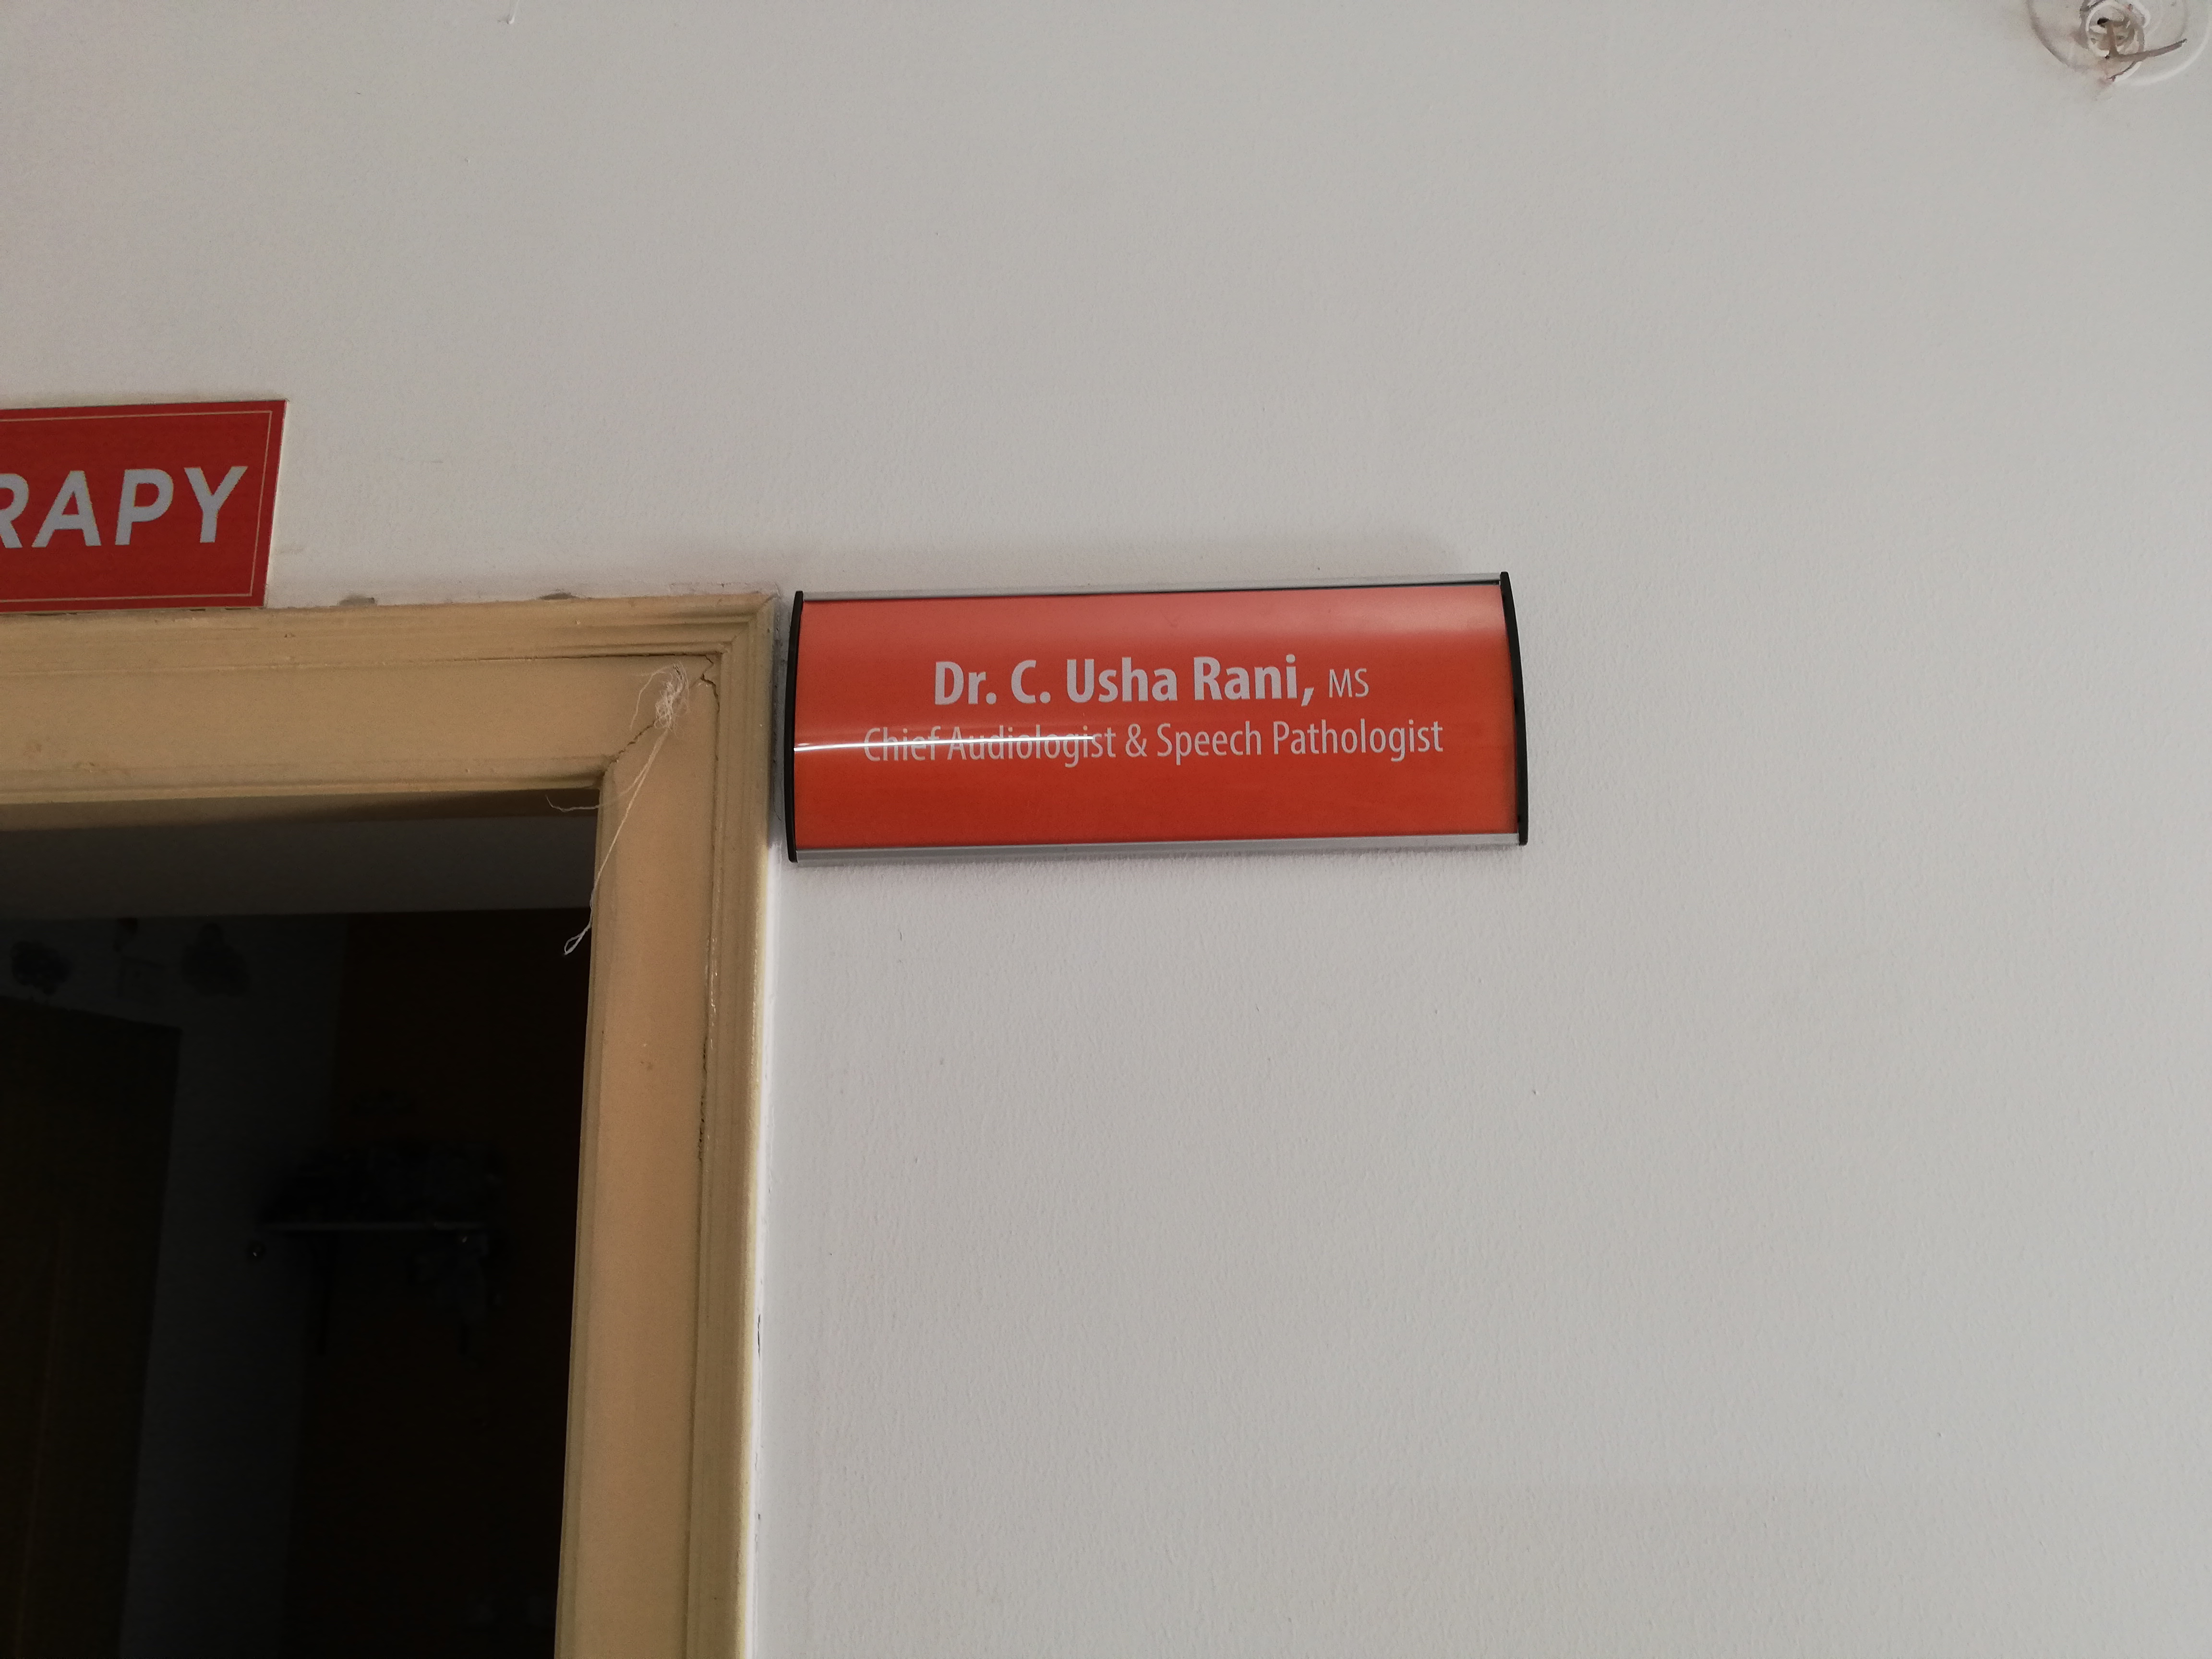 RAPY
Dr. C. Usha Rani, MS
Chief Audiologist & Speech Pathologist